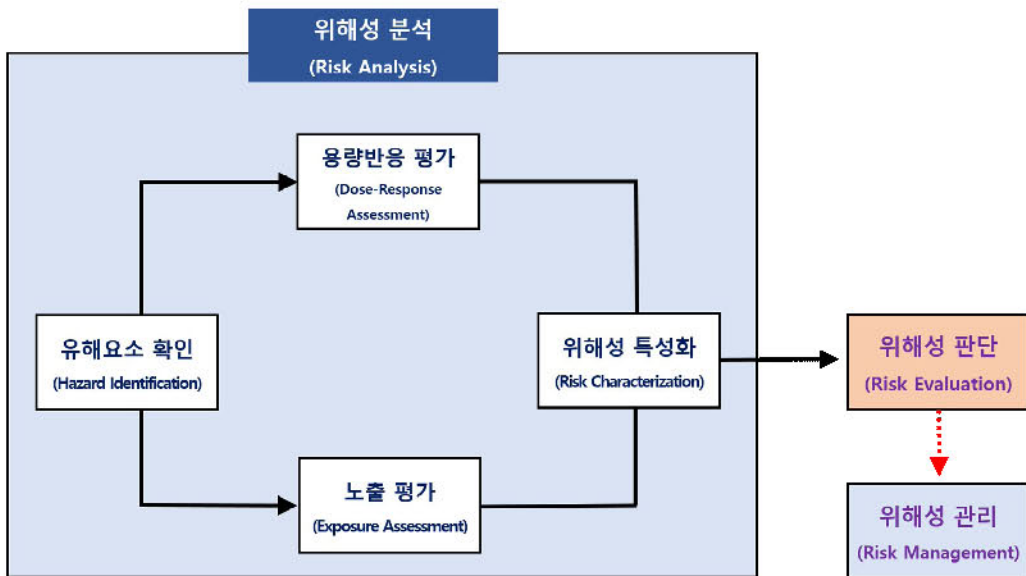 위해성 분석
(Risk Analysis)
용량반응 평가
(Dose-Response
Assessment)
유해요소 확인
(Hazard Identification)
위해성 특성화
(Risk Characterization)
위해성 판단
(Risk Evaluation)
노출 평가
(Exposure Assessment)
위해성 관리
(Risk Management)